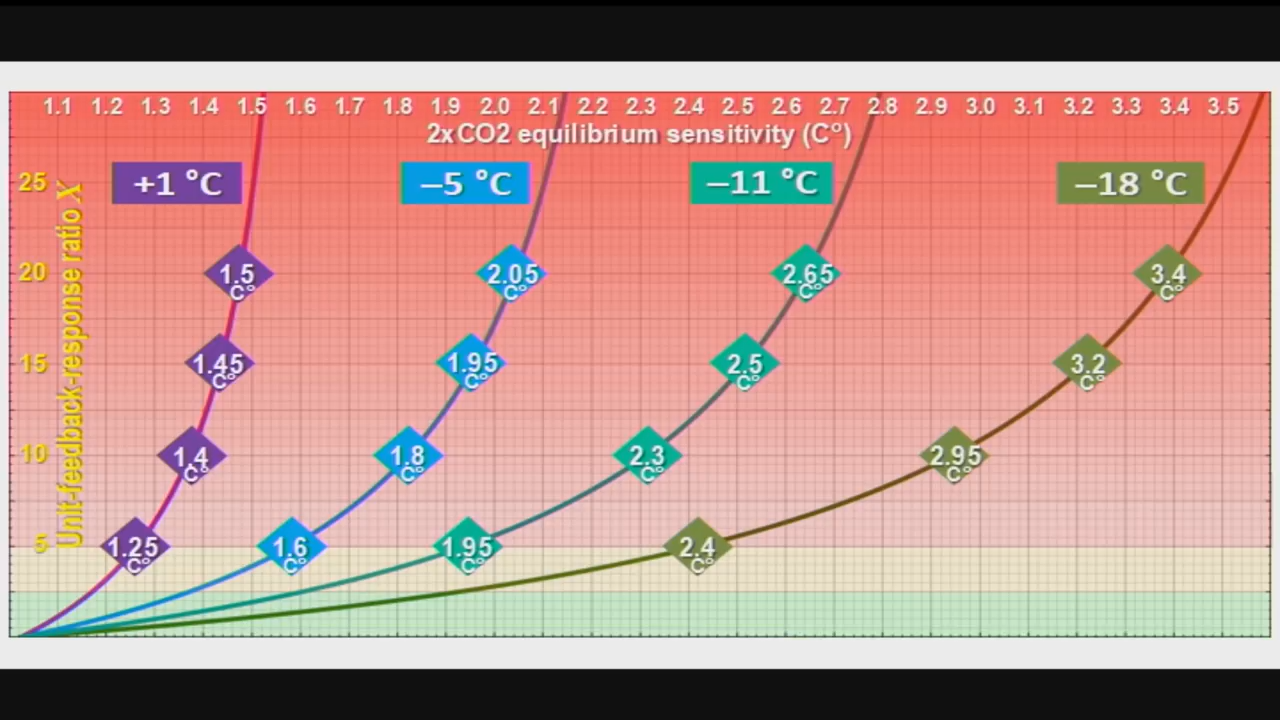 1.1 1.2 1.3 1.4 1.5 1.6 1.7 1.8 1.9 2.0 2.1 2.2 2.3 2.4 2.5 2.6 2.7 2.8 2.9 3.0 3.1 3.2 3.3 3.4 3.5
2xCO2 equilibrium sensitivity (C°)
+1 °C
–5 °C
–11 °C
–18 °C
Unit-feedback-response ratio X
25
20
1.5 C°
2.05 C°
2.65 C°
3.4 C°
15
1.45 C°
1.95 C°
2.5 C°
3.2 C°
10
1.4 C°
1.8 C°
2.3 C°
2.95 C°
5
1.25 C°
1.6 C°
1.95 C°
2.4 C°